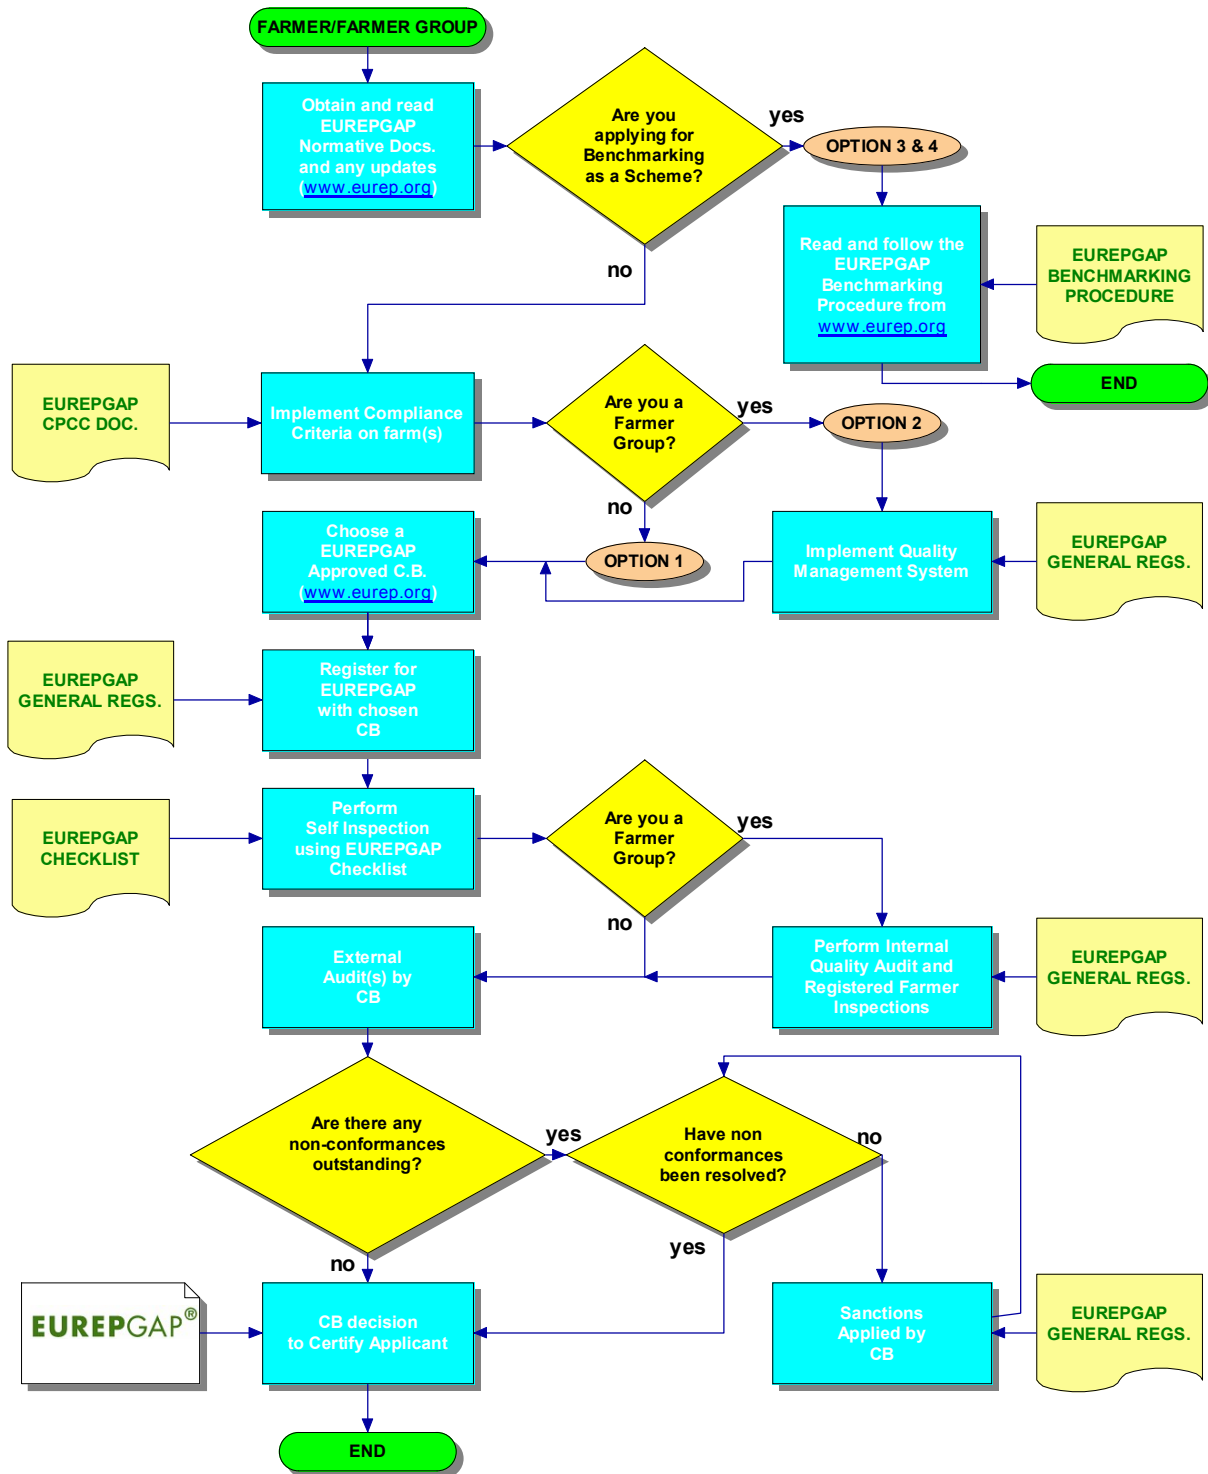 FARMER/FARMER GROUP
Obtain and read
EUREPGAP
Normative Docs.
and any updates
(www.eurep.org)
Are you
applying for
Benchmarking
as a Scheme?
yes
OPTION 3 & 4
no
Read and follow the
EUREPGAP
Benchmarking
Procedure from
www.eurep.org
EUREPGAP
BENCHMARKING
PROCEDURE
END
EUREPGAP
CPCC DOC.
Implement Compliance
Criteria on farm(s)
Are you a
Farmer
Group?
yes
OPTION 2
no
Choose a
EUREPGAP
Approved C.B.
(www.eurep.org)
OPTION 1
Implement Quality
Management System
EUREPGAP
GENERAL REGS.
EUREPGAP
GENERAL REGS.
Register for
EUREPGAP
with chosen
CB
EUREPGAP
CHECKLIST
Perform
Self Inspection
using EUREPGAP
Checklist
Are you a
Farmer
Group?
yes
no
External
Audit(s) by
CB
Perform Internal
Quality Audit and
Registered Farmer
Inspections
EUREPGAP
GENERAL REGS.
Are there any
non-conformances
outstanding?
yes
Have non
conformances
been resolved?
no
no
yes
EUREPGAP®
CB decision
to Certify Applicant
Sanctions
Applied by
CB
EUREPGAP
GENERAL REGS.
END